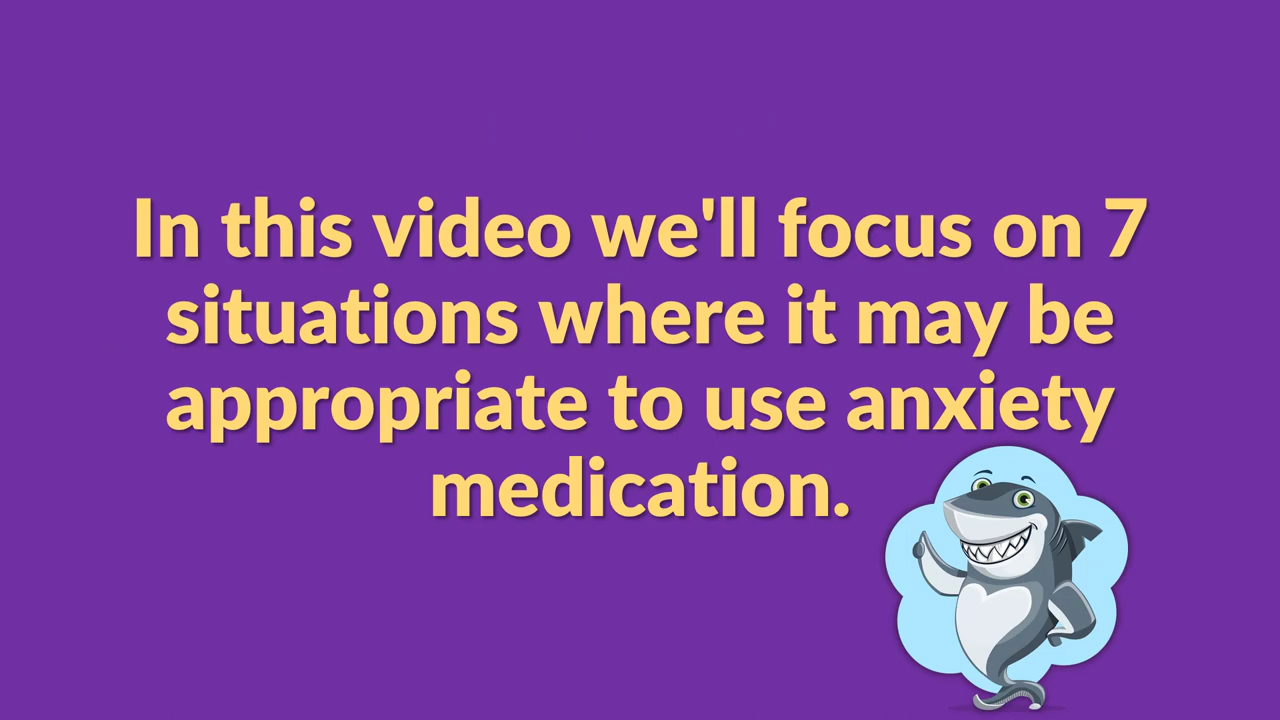 In this video we'll focus on 7
situations where it may be
appropriate to use anxiety
medication.